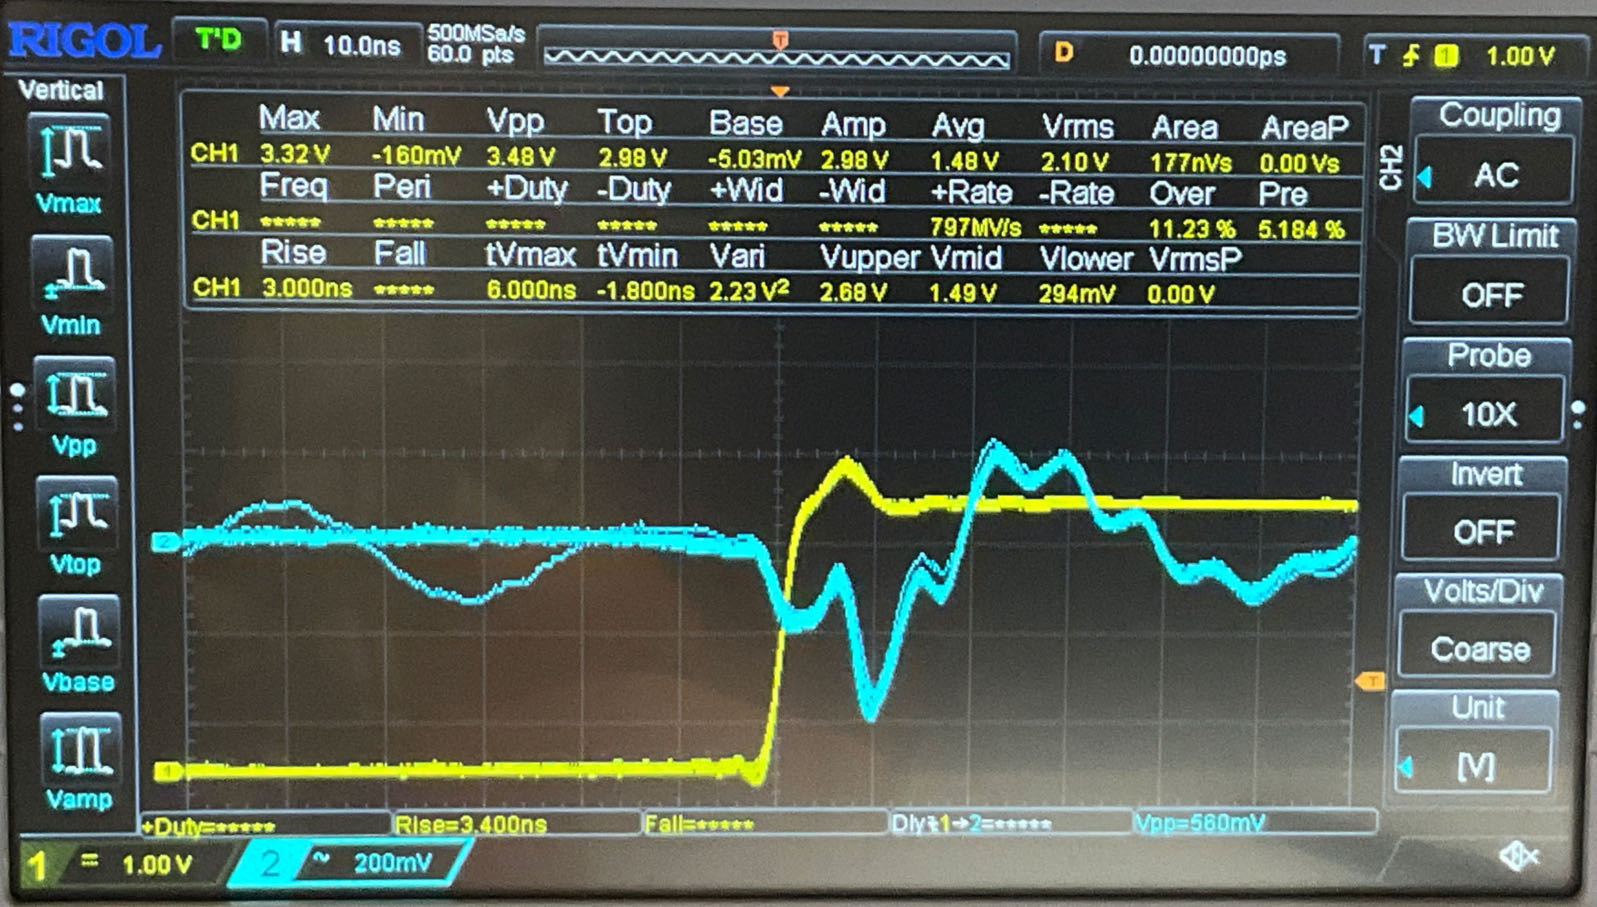 RIGOL T'D H 10.0ns 500MSa/s 60.0 pts T D 0.00000000ps T 1 1.00 V
Vertical
Vmax
Vmin
Vpp
Vtop
Vbase
Vamp
Max Min Vpp Top Base Amp Avg Vrms Area AreaP
CH1 3.32 V -160mV 3.48 V 2.98 V -5.03mV 2.98 V 1.48 V 2.10 V 177nVs 0.00 Vs
Freq Peri +Duty -Duty +Wid -Wid +Rate -Rate Over Pre
CH1 ***** ***** ***** ***** ***** ***** 797MV/s ***** 11.23 % 5.184 %
Rise Fall tVmax tVmin Vari Vupper Vmid Vlower VrmsP
CH1 3.000ns ***** 6.000ns -1.800ns 2.23 V² 2.68 V 1.49 V 294mV 0.00 V
2
1
T
+Duty=***** Rise=3.400ns Fall=***** Dly1→2=***** Vpp=560mV
1 = 1.00 V 2 ~ 200mV
CH2
Coupling
AC
BW Limit
OFF
Probe
10X
Invert
OFF
Volts/Div
Coarse
Unit
[V]